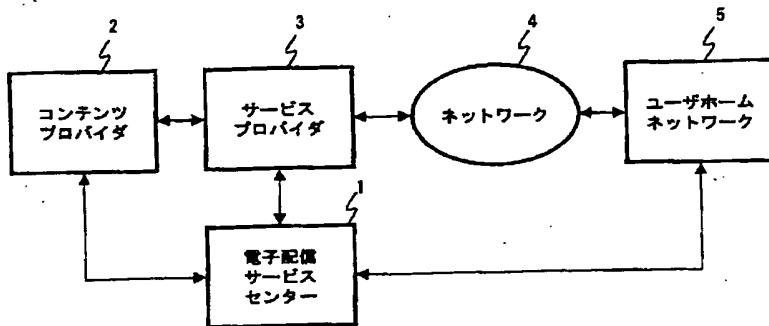 2
3
4
5
コンテンツ
プロバイダ
サービス
プロバイダ
ネットワーク
ユーザホーム
ネットワーク
1
電子配信
サービス
センター